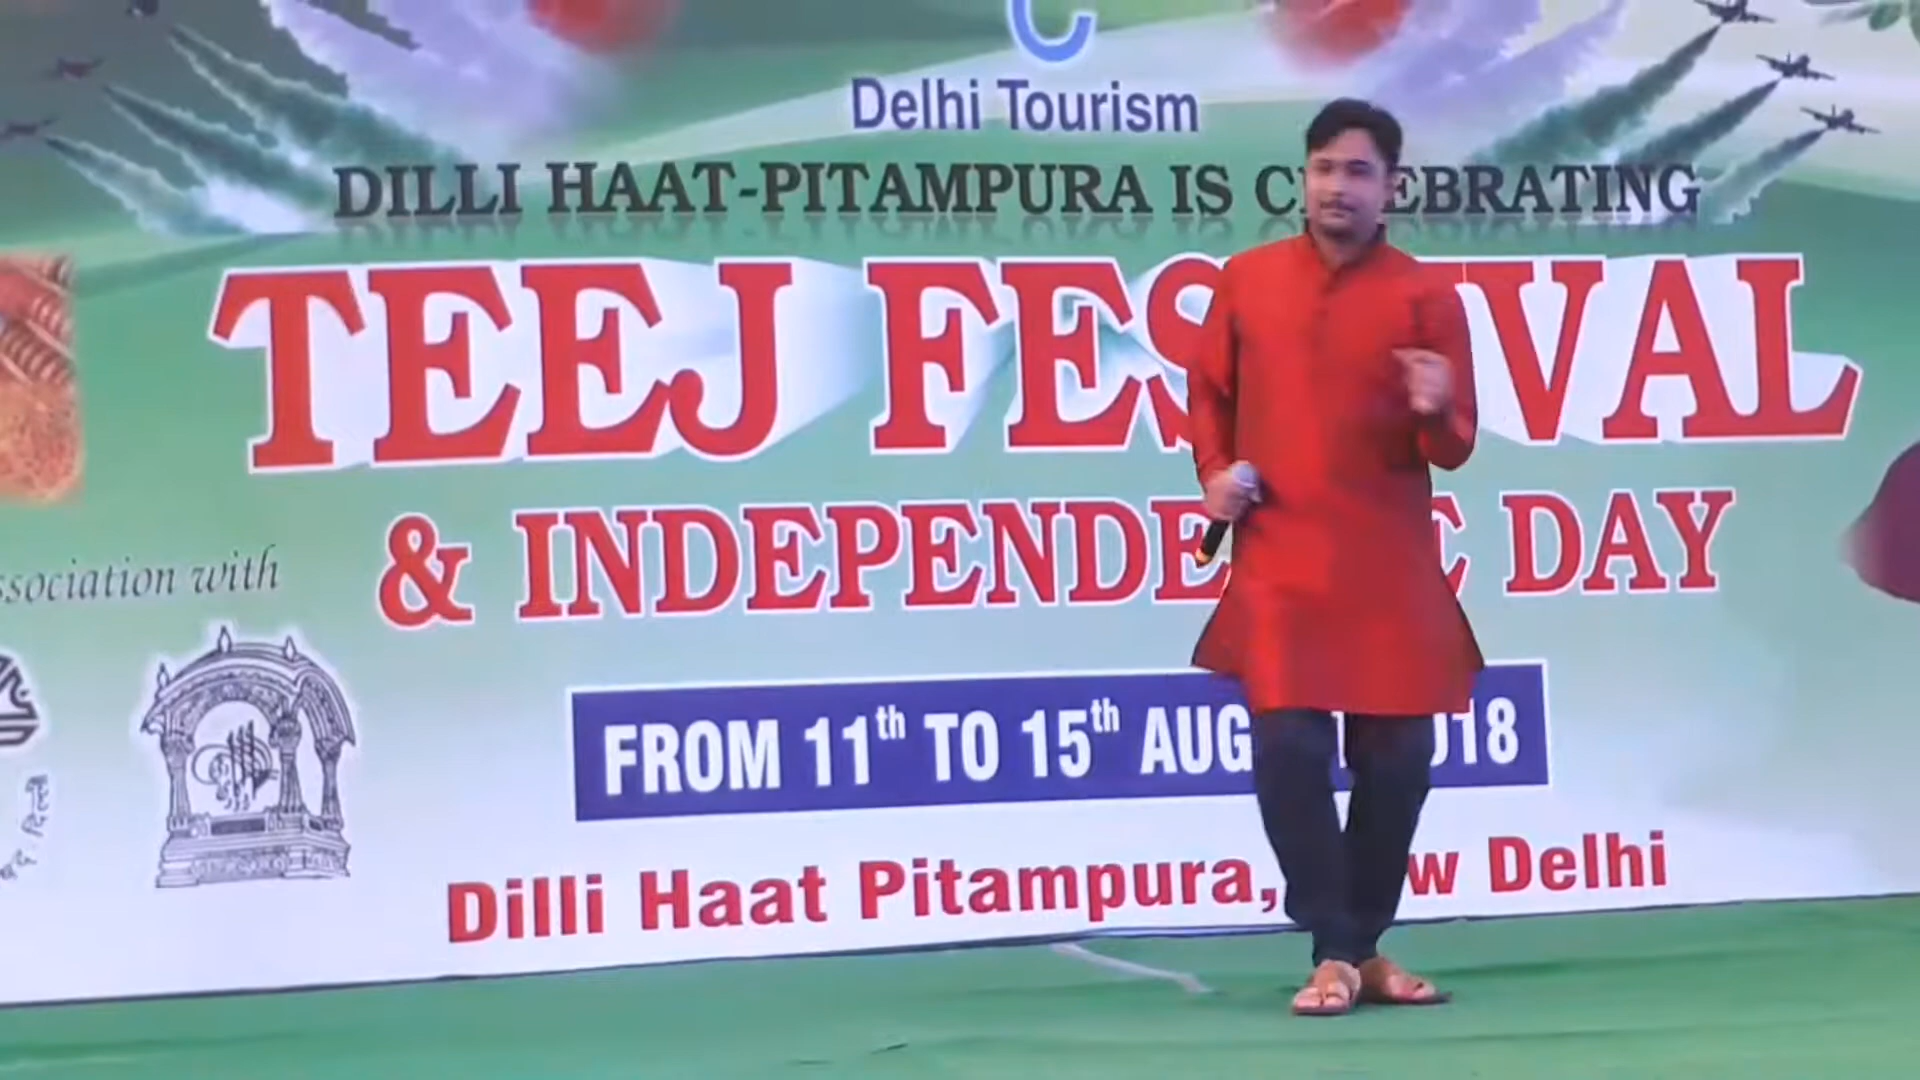 Delhi Tourism
DILLI HAAT-PITAMPURA IS C EBRATING
TEEJ FES VAL
& INDEPENDE E DAY
ssociation with
FROM 11th TO 15th AUG 018
Dilli Haat Pitampura, w Delhi